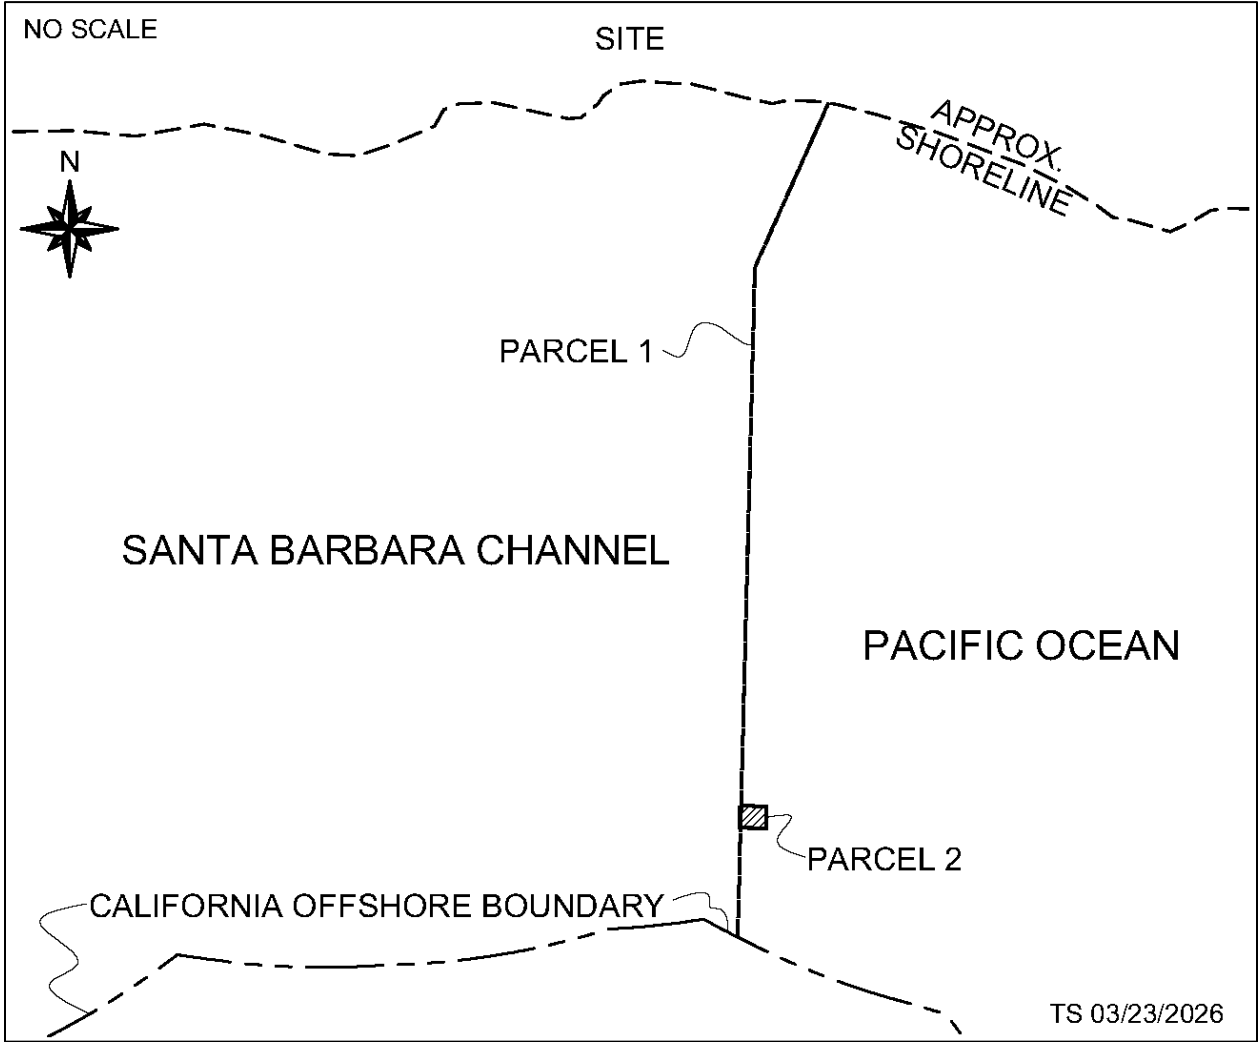 NO SCALE
SITE
APPROX.
SHORELINE
N
PARCEL 1
SANTA BARBARA CHANNEL
PACIFIC OCEAN
PARCEL 2
CALIFORNIA OFFSHORE BOUNDARY
TS 03/23/2026